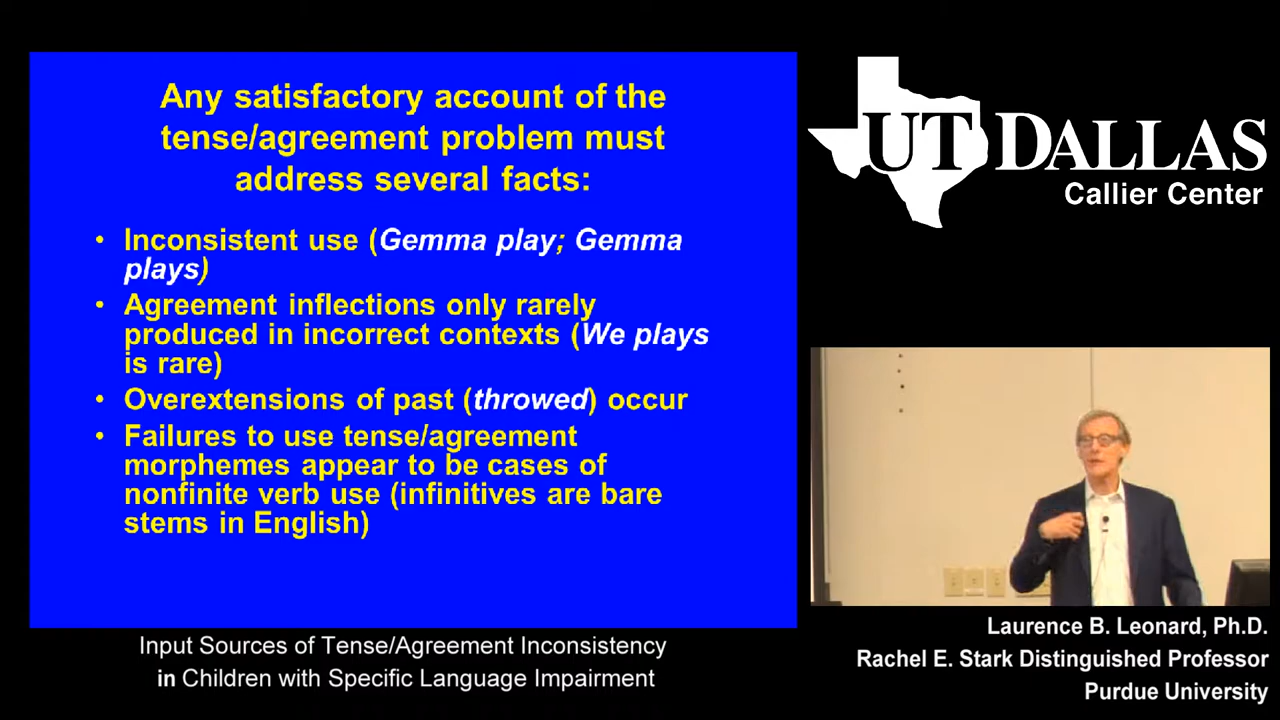 Any satisfactory account of the
tense/agreement problem must
address several facts:
• Inconsistent use (Gemma play; Gemma
plays)
• Agreement inflections only rarely
produced in incorrect contexts (We plays
is rare)
• Overextensions of past (throwed) occur
• Failures to use tense/agreement
morphemes appear to be cases of
nonfinite verb use (infinitives are bare
stems in English)
Input Sources of Tense/Agreement Inconsistency
in Children with Specific Language Impairment
UT DALLAS
Callier Center
Laurence B. Leonard, Ph.D.
Rachel E. Stark Distinguished Professor
Purdue University